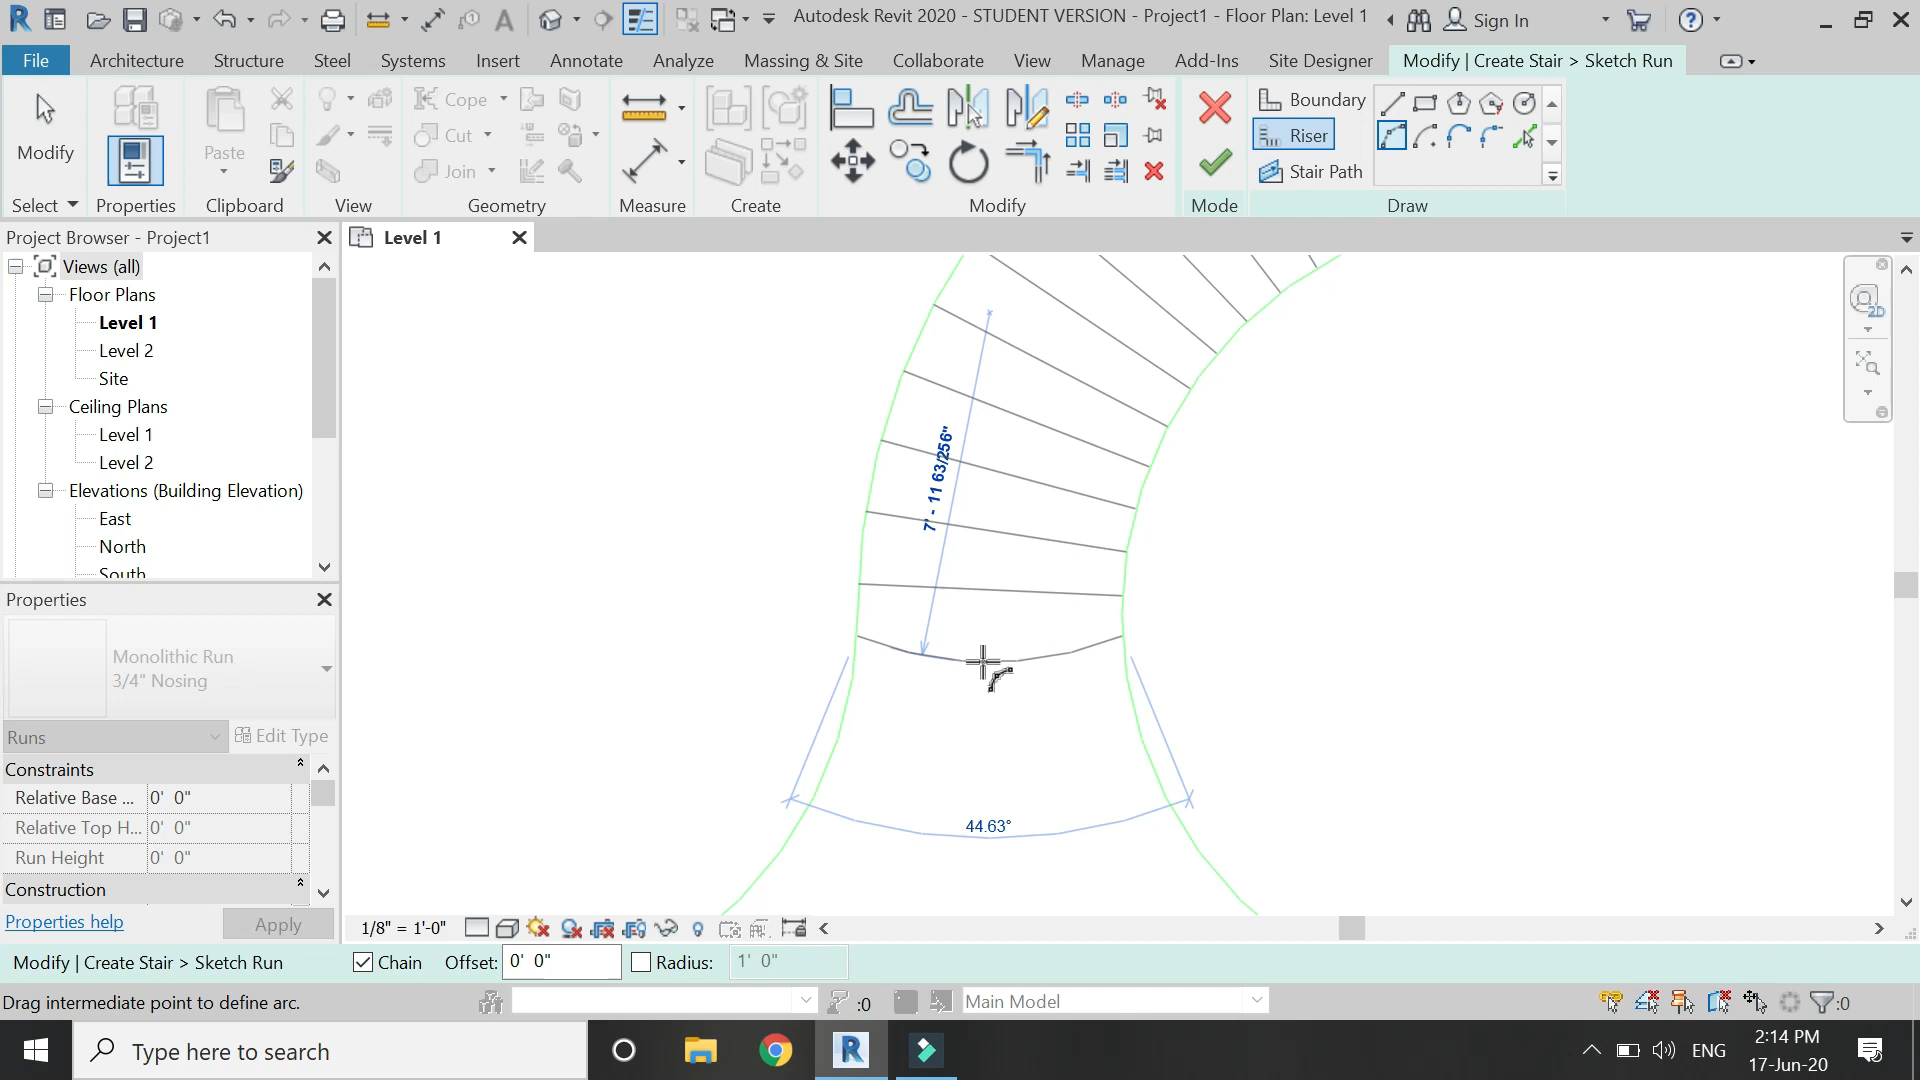 Autodesk Revit 2020 - STUDENT VERSION - Project1 - Floor Plan: Level 1
Sign In
File
Architecture
Structure
Steel
Systems
Insert
Annotate
Analyze
Massing & Site
Collaborate
View
Manage
Add-Ins
Site Designer
Modify | Create Stair > Sketch Run
Modify
Paste
Cope
Cut
Join
Boundary
Riser
Stair Path
Select
Properties
Clipboard
View
Geometry
Measure
Create
Modify
Mode
Draw
Project Browser - Project1
Level 1
Views (all)
Floor Plans
Level 1
Level 2
Site
Ceiling Plans
Level 1
Level 2
Elevations (Building Elevation)
East
North
South
2D
7' - 11 63/256"
44.63°
Properties
Monolithic Run
3/4" Nosing
Runs
Edit Type
Constraints
Relative Base ... 0' 0"
Relative Top H... 0' 0"
Run Height 0' 0"
Construction
Properties help
Apply
1/8" = 1'-0"
Modify | Create Stair > Sketch Run
Chain
Offset: 0' 0"
Radius: 1' 0"
Drag intermediate point to define arc.
:0
Main Model
:0
Type here to search
ENG
2:14 PM
17-Jun-20